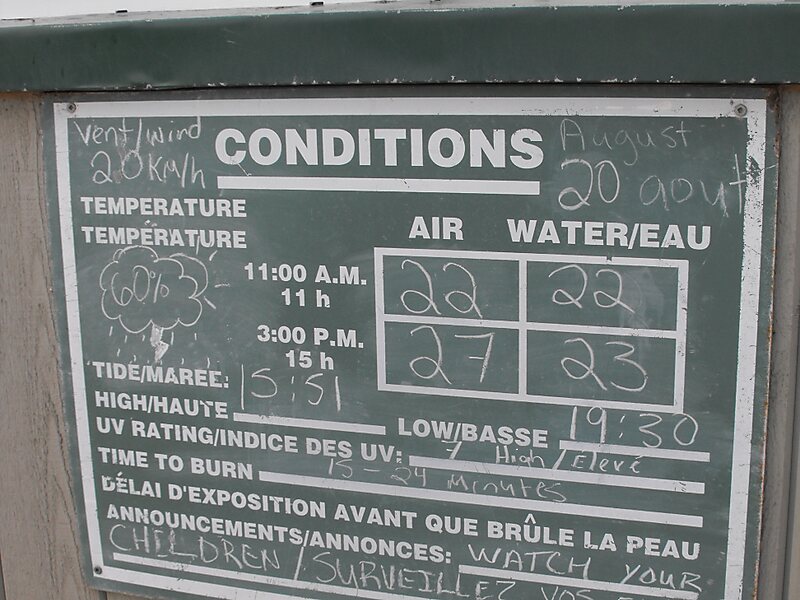 Vent/wind CONDITIONS August
20 Km/h 20 aout
TEMPERATURE
TEMPÉRATURE AIR WATER/EAU
60% 11:00 A.M. 22 22
11 h
3:00 P.M. 27 23
15 h
TIDE/MARÉE: 15:51
HIGH/HAUTE LOW/BASSE 19:30
UV RATING/INDICE DES UV: 7 High/Elevé
TIME TO BURN 15-24 Minutes
DÉLAI D'EXPOSITION AVANT QUE BRÛLE LA PEAU
ANNOUNCEMENTS/ANNONCES: WATCH YOUR
CHILDREN/SURVEILLEZ VOS